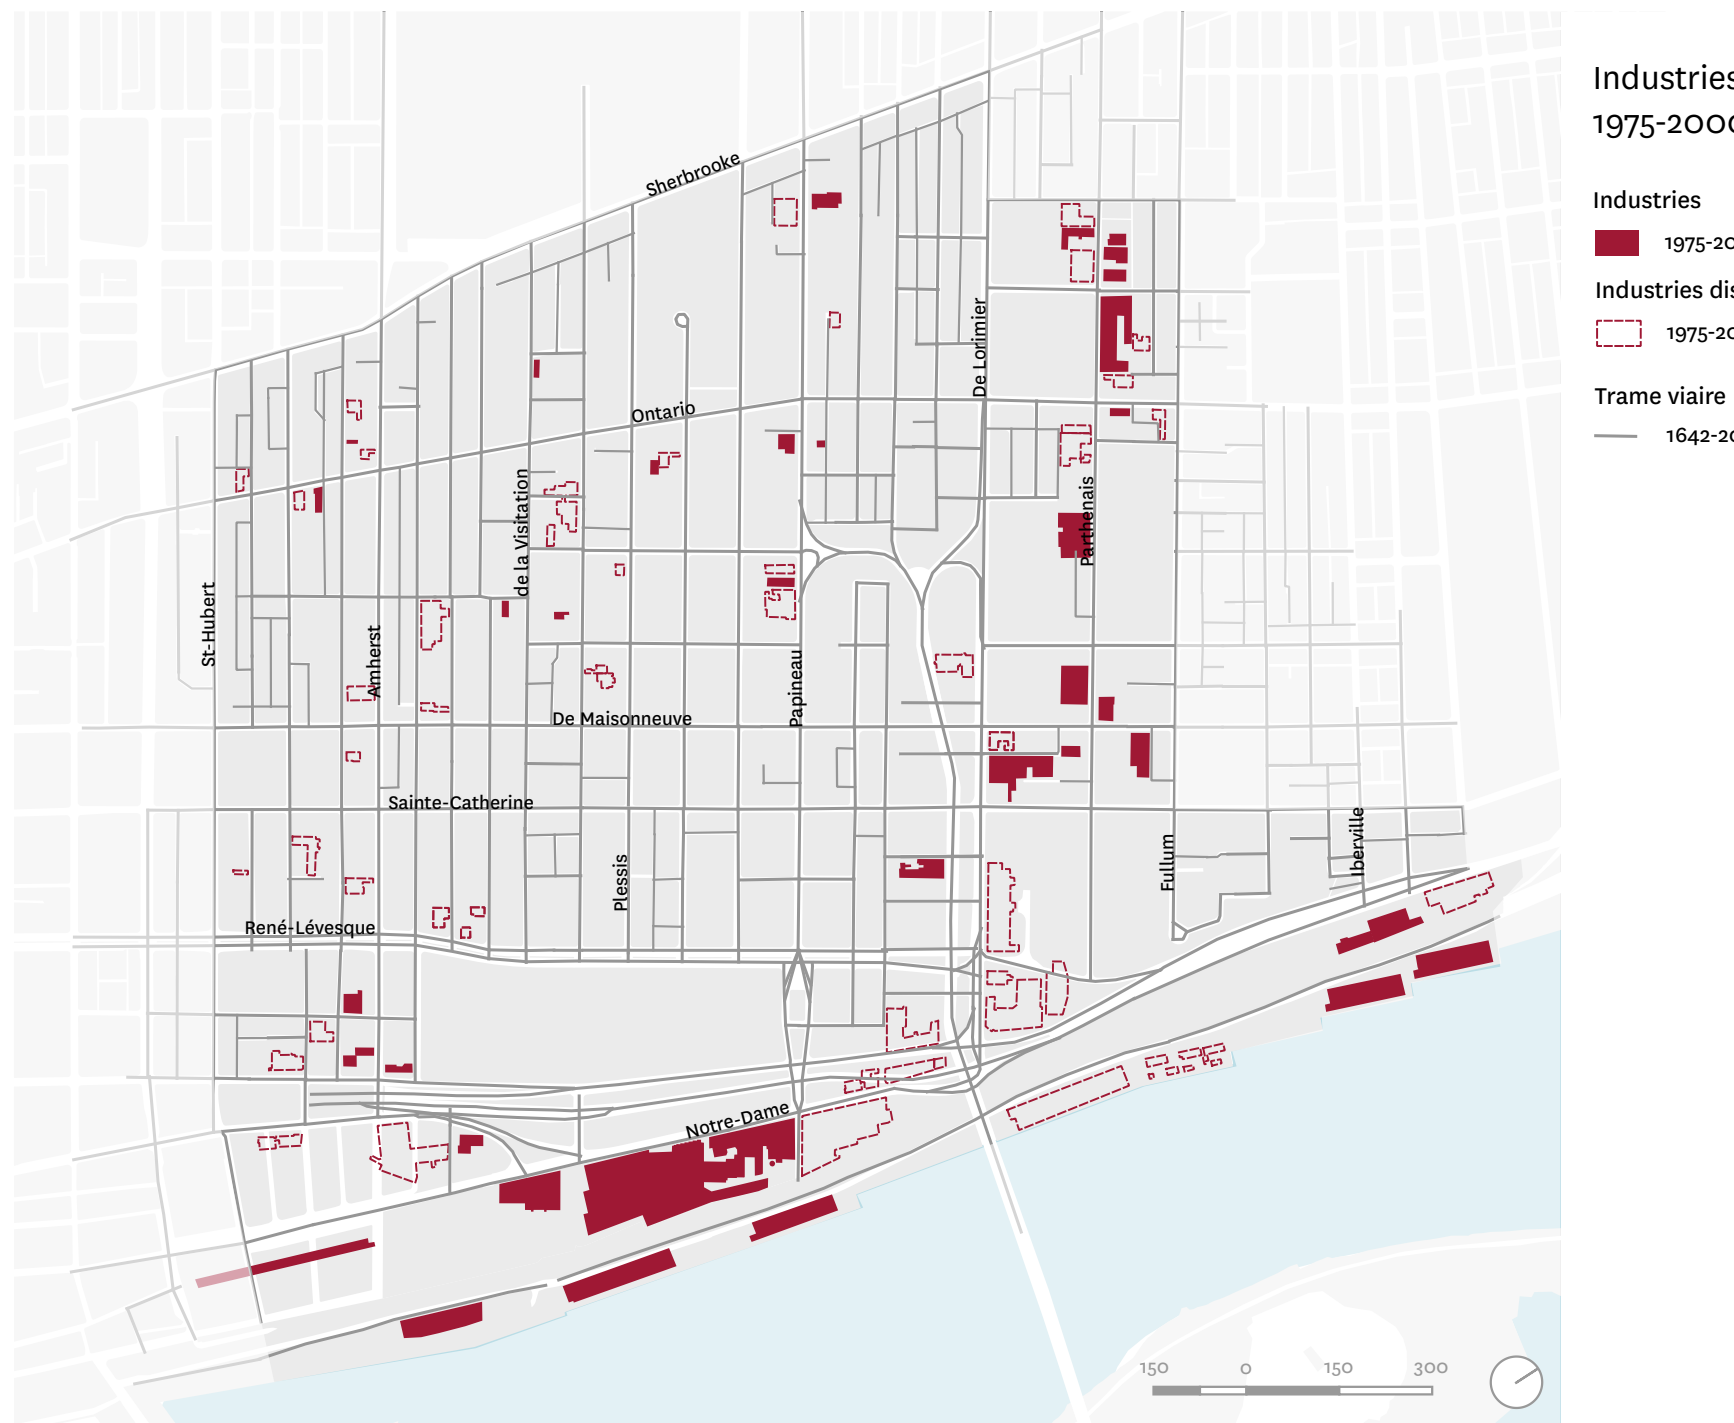 Industries
1975-200
Industries
1975-20
Industries dis
1975-20
Trame viaire
1642-20
Sherbrooke
De Lorimier
Ontario
de la Visitation
Parthenais
St-Hubert
Amherst
Papineau
De Maisonneuve
Sainte-Catherine
Plessis
Fullum
Iberville
René-Lévesque
Notre-Dame
150 0 150 300